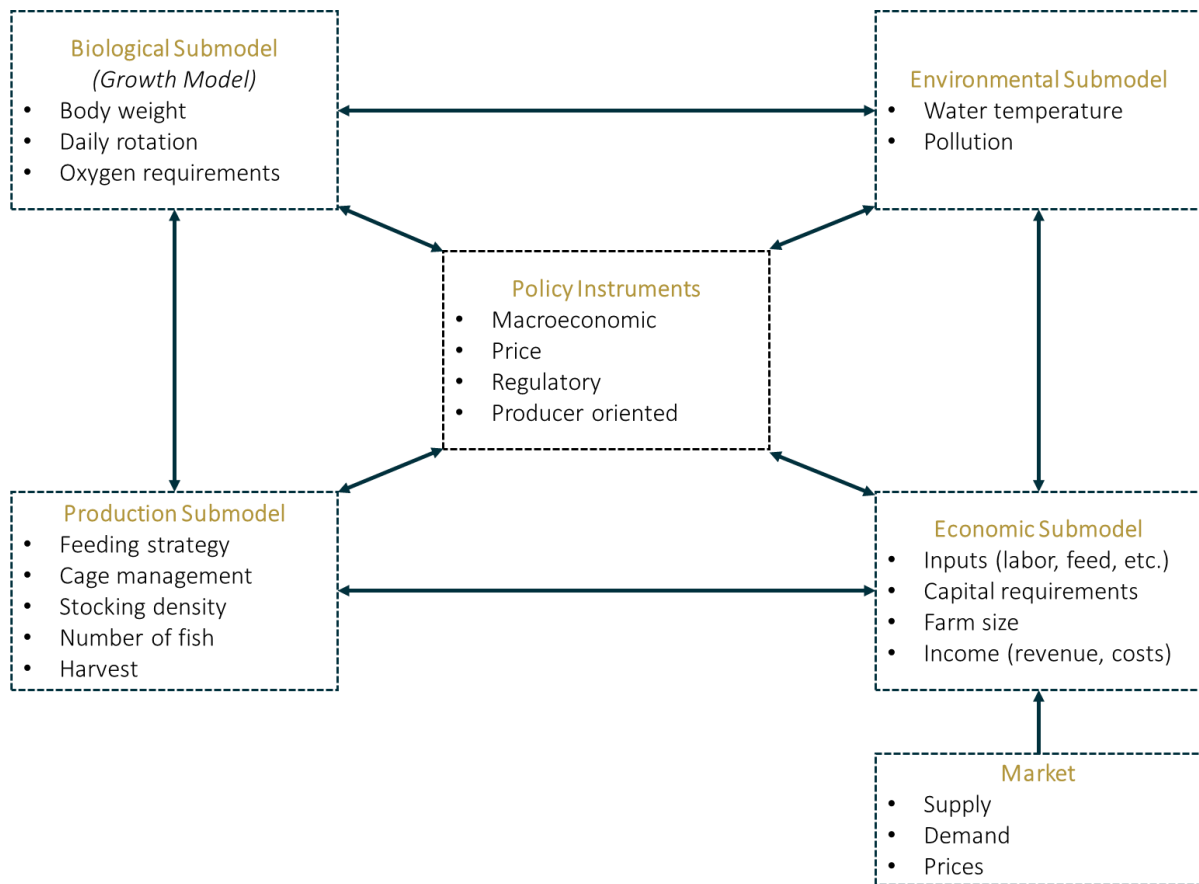 Biological Submodel
(Growth Model)
• Body weight
• Daily rotation
• Oxygen requirements
Environmental Submodel
• Water temperature
• Pollution
Policy Instruments
• Macroeconomic
• Price
• Regulatory
• Producer oriented
Production Submodel
• Feeding strategy
• Cage management
• Stocking density
• Number of fish
• Harvest
Economic Submodel
• Inputs (labor, feed, etc.)
• Capital requirements
• Farm size
• Income (revenue, costs)
Market
• Supply
• Demand
• Prices